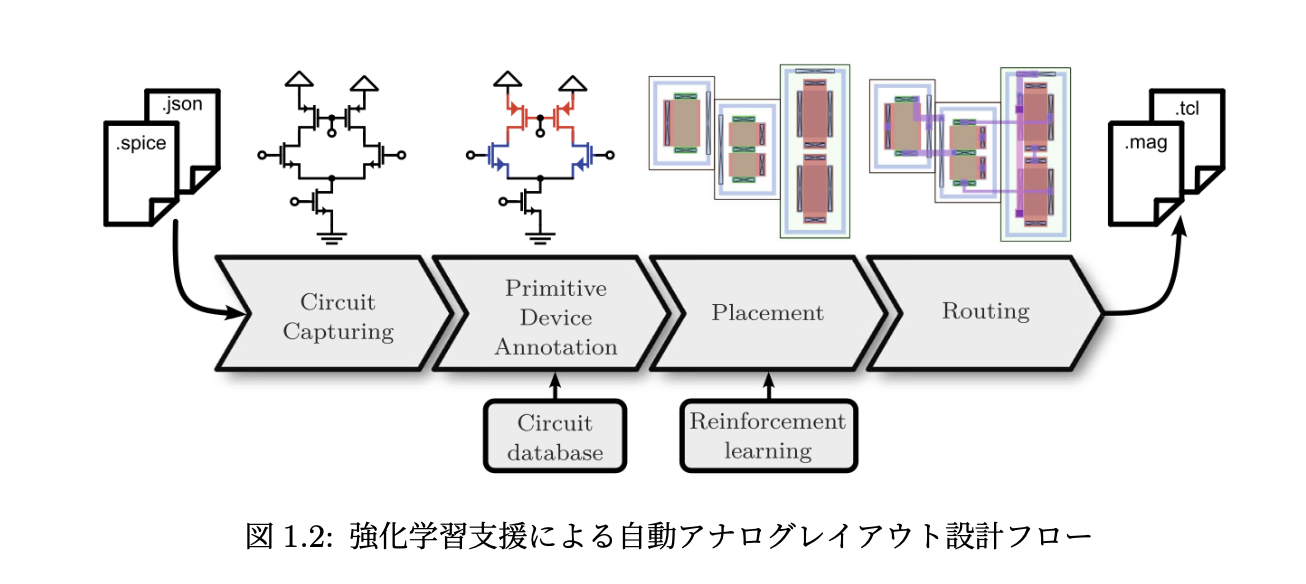 .json
.spice
.tcl
.mag
Circuit
Capturing
Primitive
Device
Annotation
Placement
Routing
Circuit
database
Reinforcement
learning
図 1.2: 強化学習支援による自動アナログレイアウト設計フロー